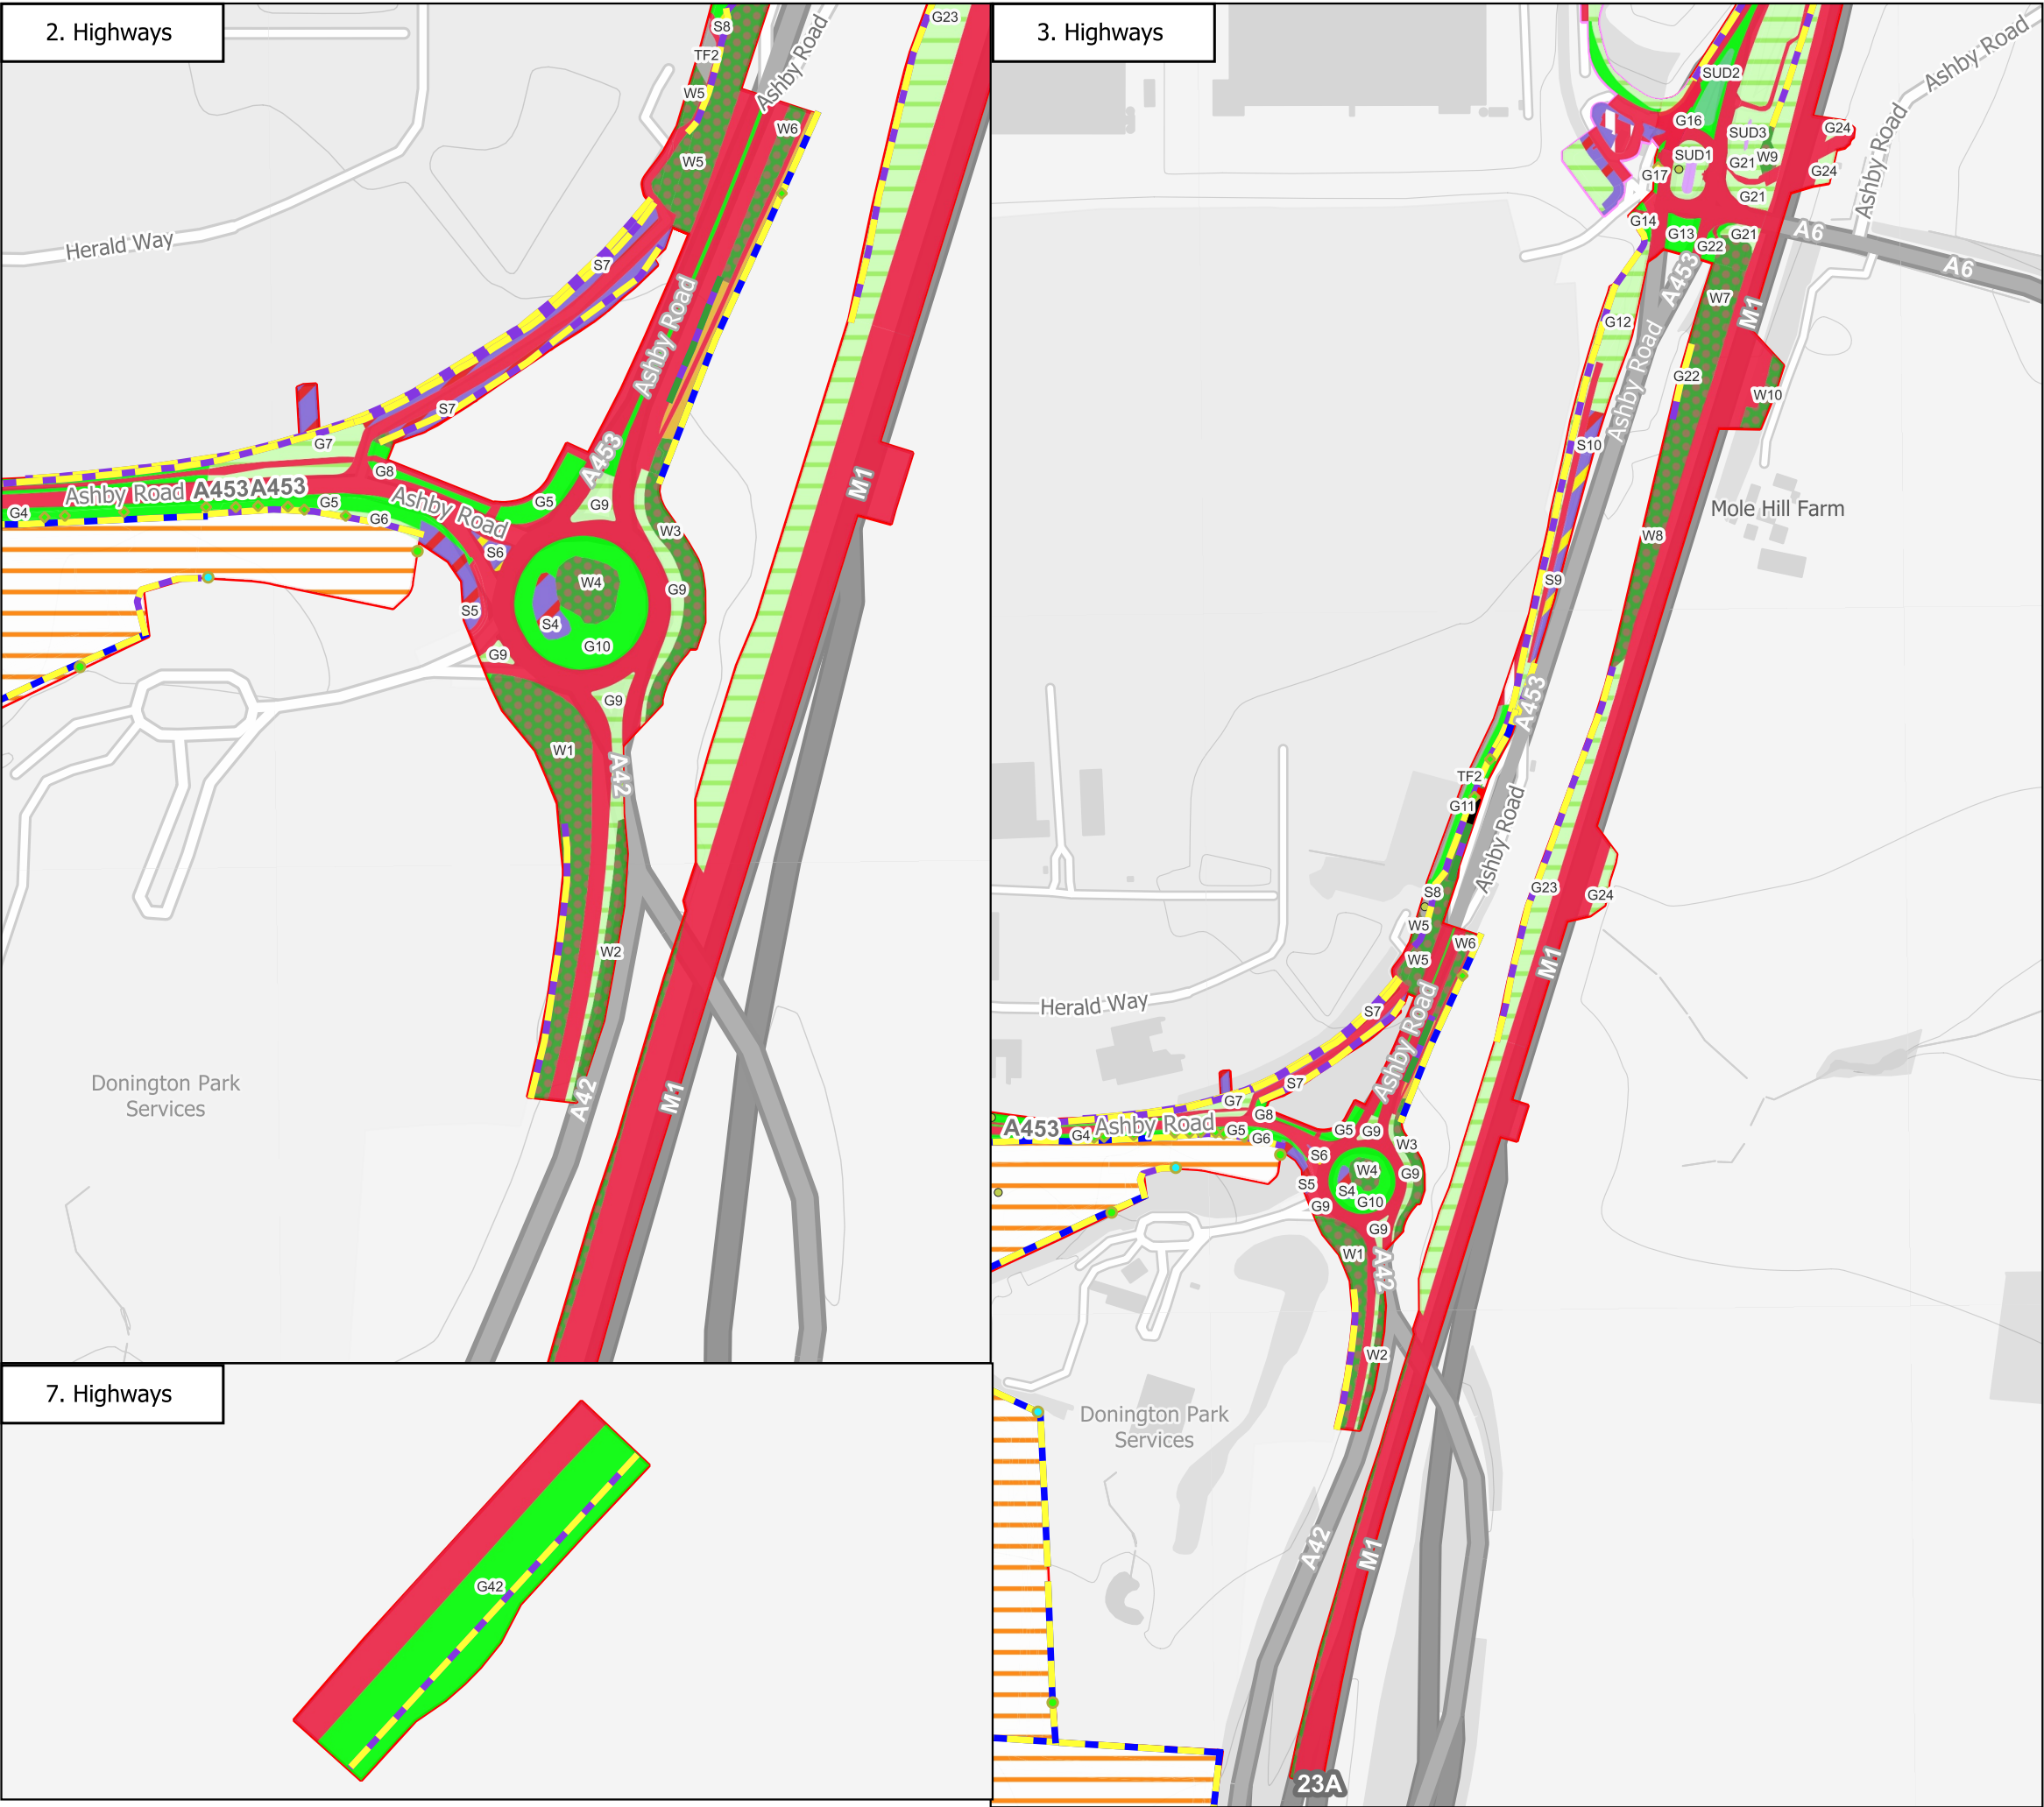 2. Highways
S8
G23
TF2
Ashby Road
W5
W6
W5
Herald Way
S7
Ashby Road
S7
G7
A453
G8
M1
Ashby Road A453A453
Ashby Road
G4
G5
G5
G9
G6
W3
S6
W4
G9
S5
S4
G10
G9
G9
W1
A42
W2
Donington Park
Services
A42
M1
7. Highways
G42
3. Highways
Ashby Road
SUD2
G16
G24
SUD3
Ashby Road
SUD1
G21
W9
G17
G24
G21
G14
G13
G21
A6
G22
A6
A453
W7
M1
G12
Ashby Road
G22
W10
S10
Mole Hill Farm
W8
S9
A453
TF2
G11
Ashby Road
S8
G23
G24
W5
W6
W5
M1
Herald Way
S7
Ashby Road
S7
G7
G8
A453
Ashby Road
G4
G5
G6
G5
G9
W3
S6
W4
G9
S5
S4
G10
G9
G9
W1
A42
W2
Donington Park
Services
A42
M1
23A